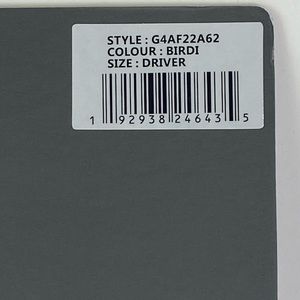 STYLE : G4AF22A62
COLOUR : BIRDI
SIZE : DRIVER
1 92938 24643 5